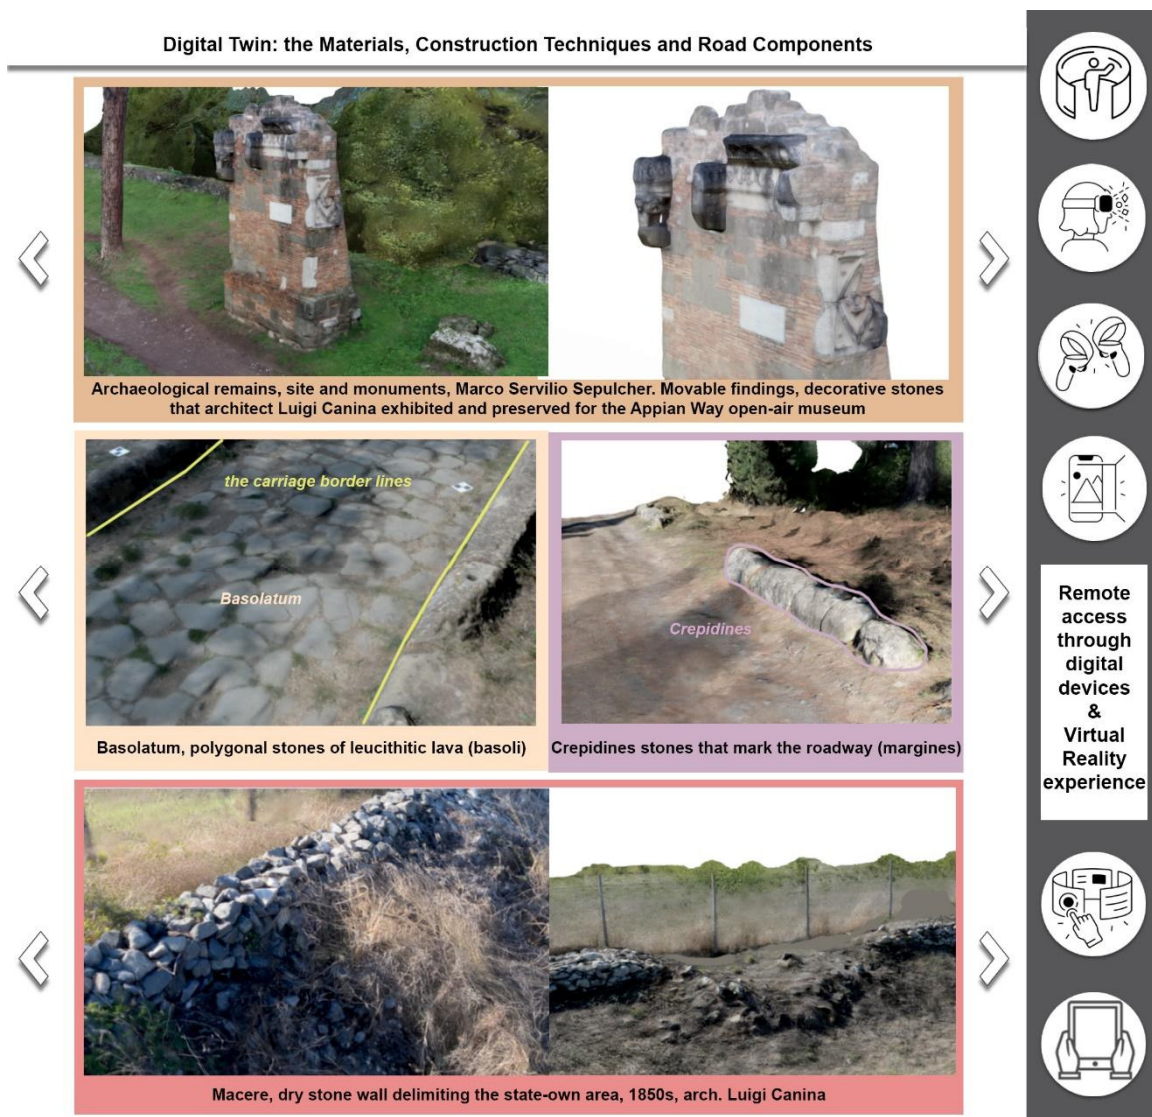 Digital Twin: the Materials, Construction Techniques and Road Components
Archaeological remains, site and monuments, Marco Servilio Sepulcher. Movable findings, decorative stones
that architect Luigi Canina exhibited and preserved for the Appian Way open-air museum
the carriage border lines
Basolatum
Basolatum, polygonal stones of leucithitic lava (basoli)
Crepidines
Crepidines stones that mark the roadway (margines)
Macere, dry stone wall delimiting the state-own area, 1850s, arch. Luigi Canina
Remote
access
through
digital
devices
&
Virtual
Reality
experience